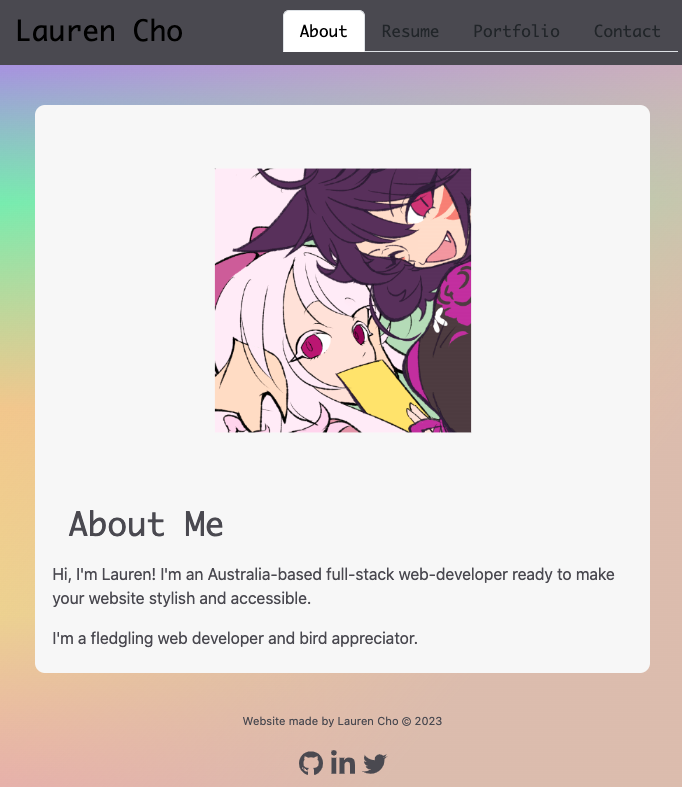 Lauren Cho
About Resume Portfolio Contact
About Me
Hi, I'm Lauren! I'm an Australia-based full-stack web-developer ready to make
your website stylish and accessible.
I'm a fledgling web developer and bird appreciator.
Website made by Lauren Cho © 2023
in